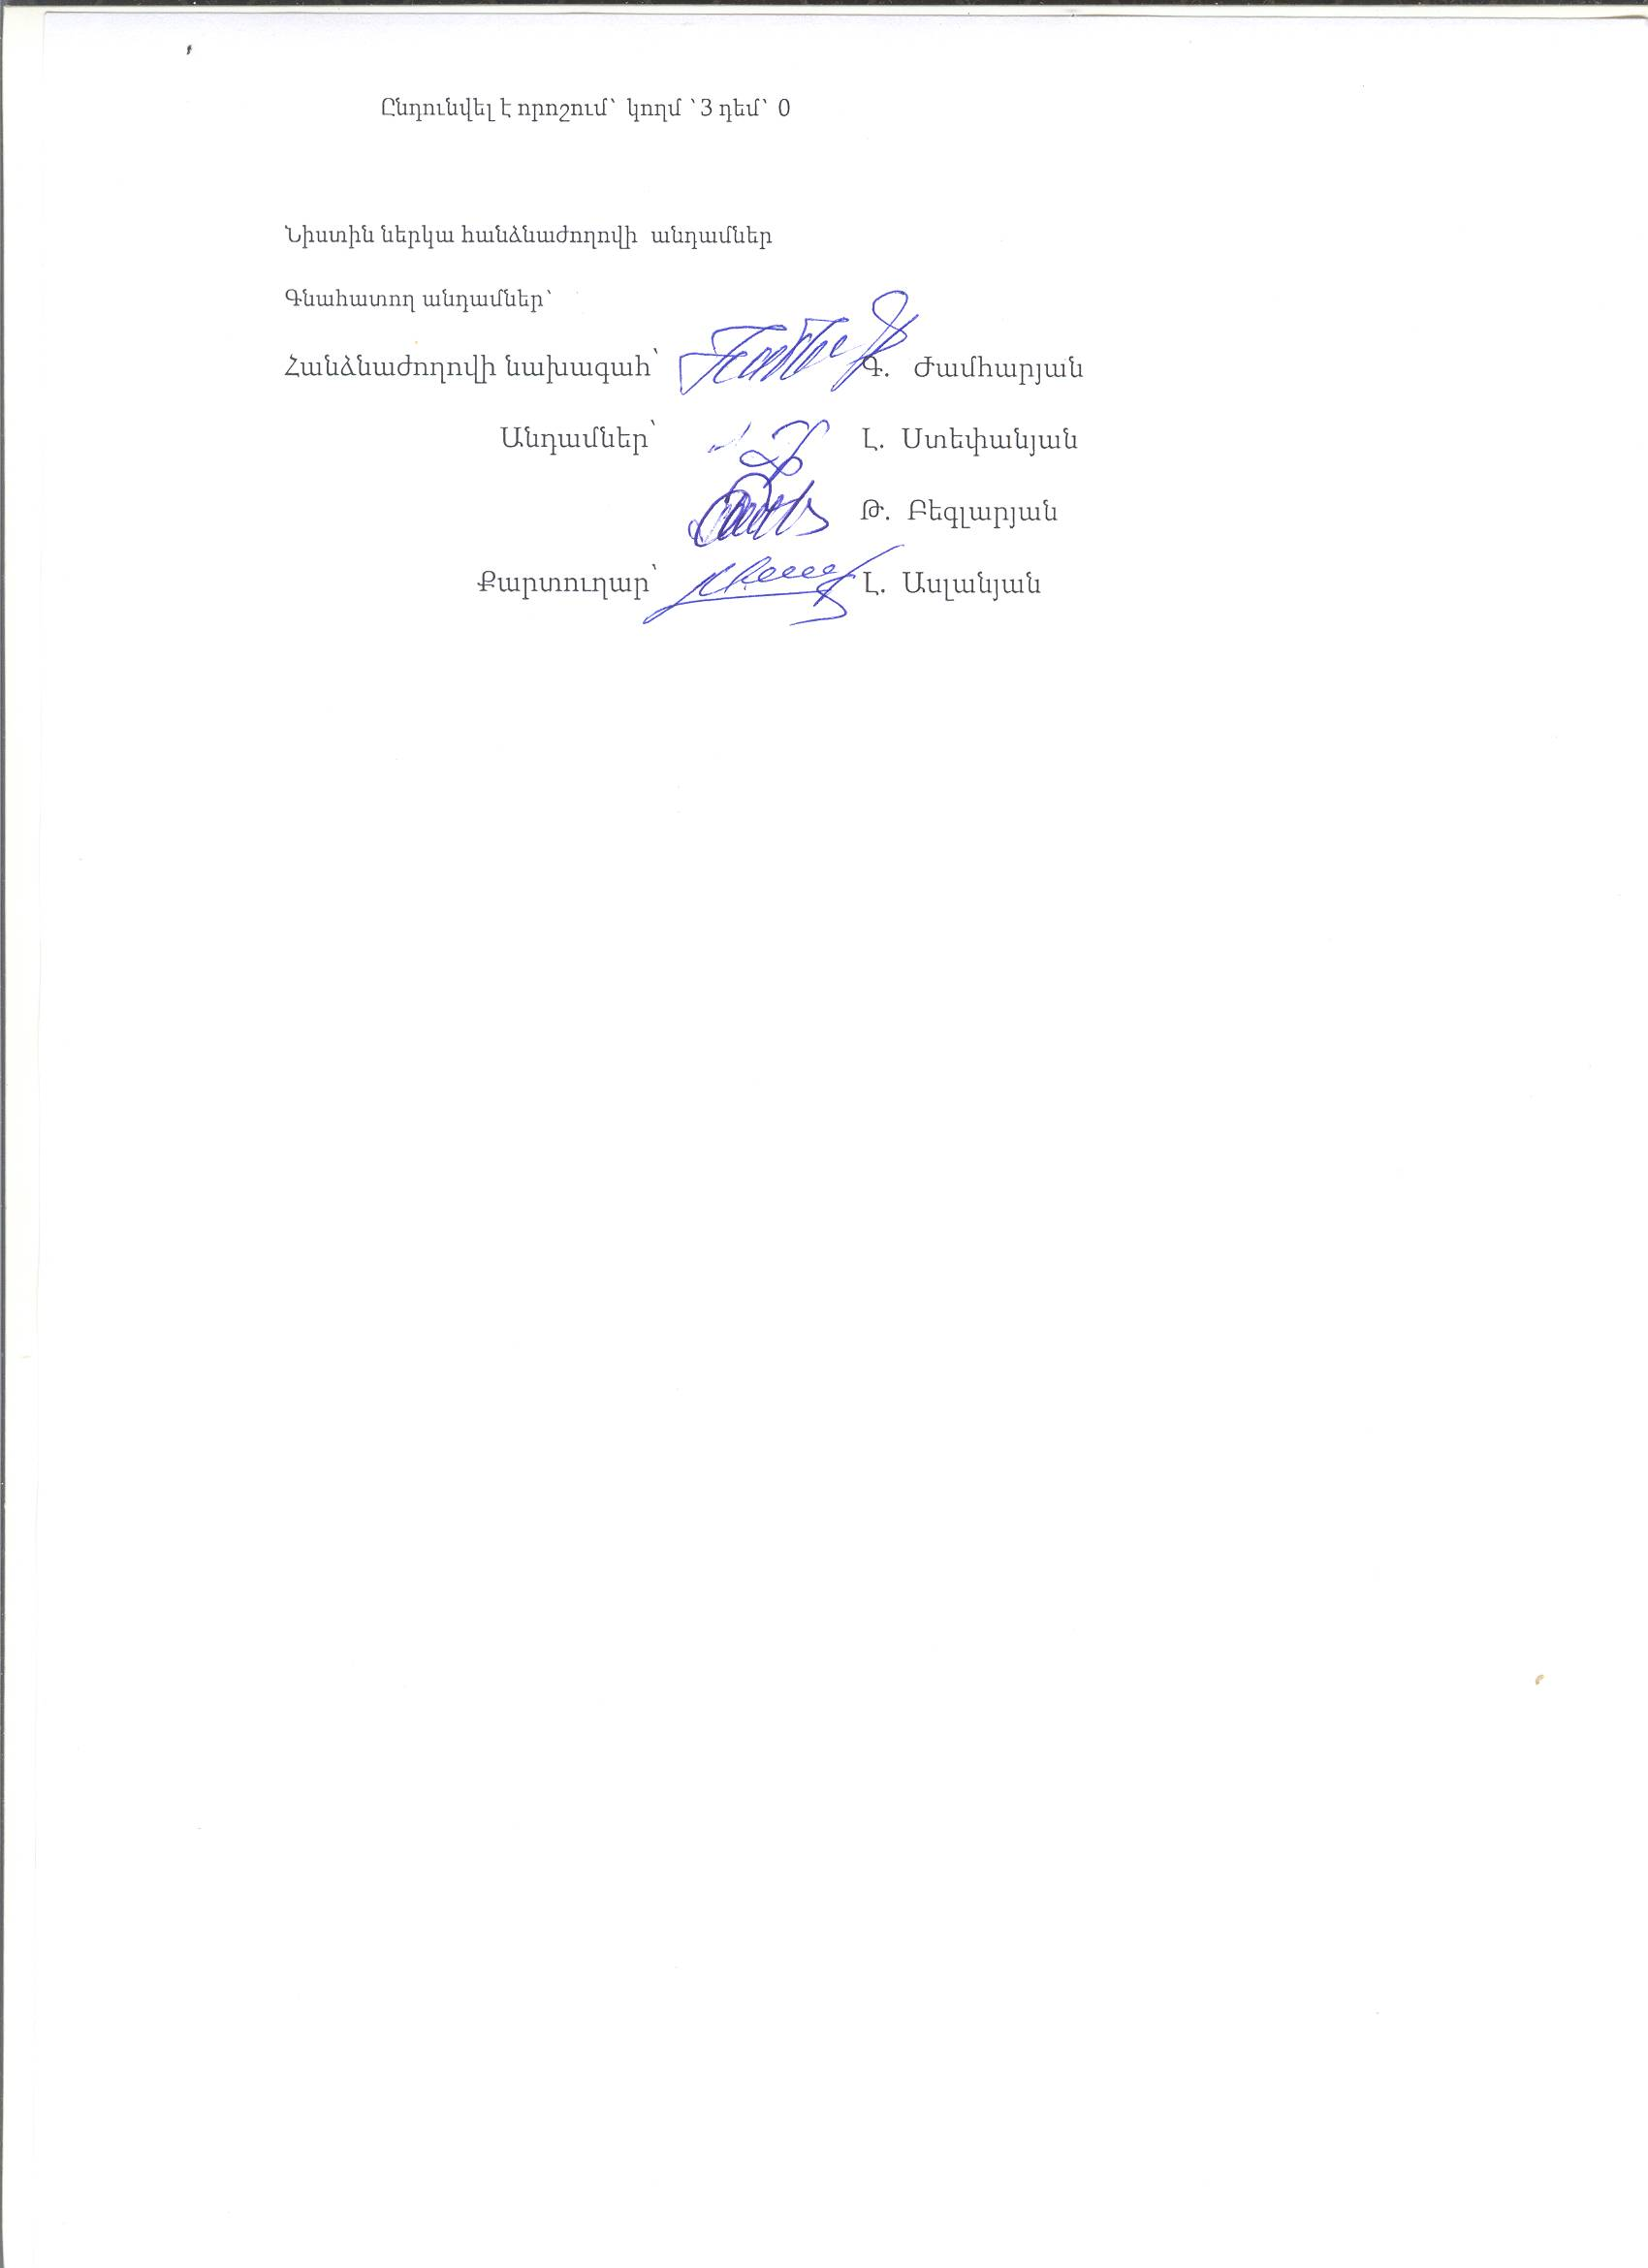 Ընդունվել է որոշում՝ կողմ ՝3 դեմ՝ 0
Նիստին ներկա հանձնաժողովի անդամներ
Գնահատող անդամներ՝
Հանձնաժողովի նախագահ՝ Գ. Ժամհարյան
Անդամներ՝ Լ. Ստեփանյան
Թ. Բեգլարյան
Քարտուղար՝ Լ. Ասլանյան